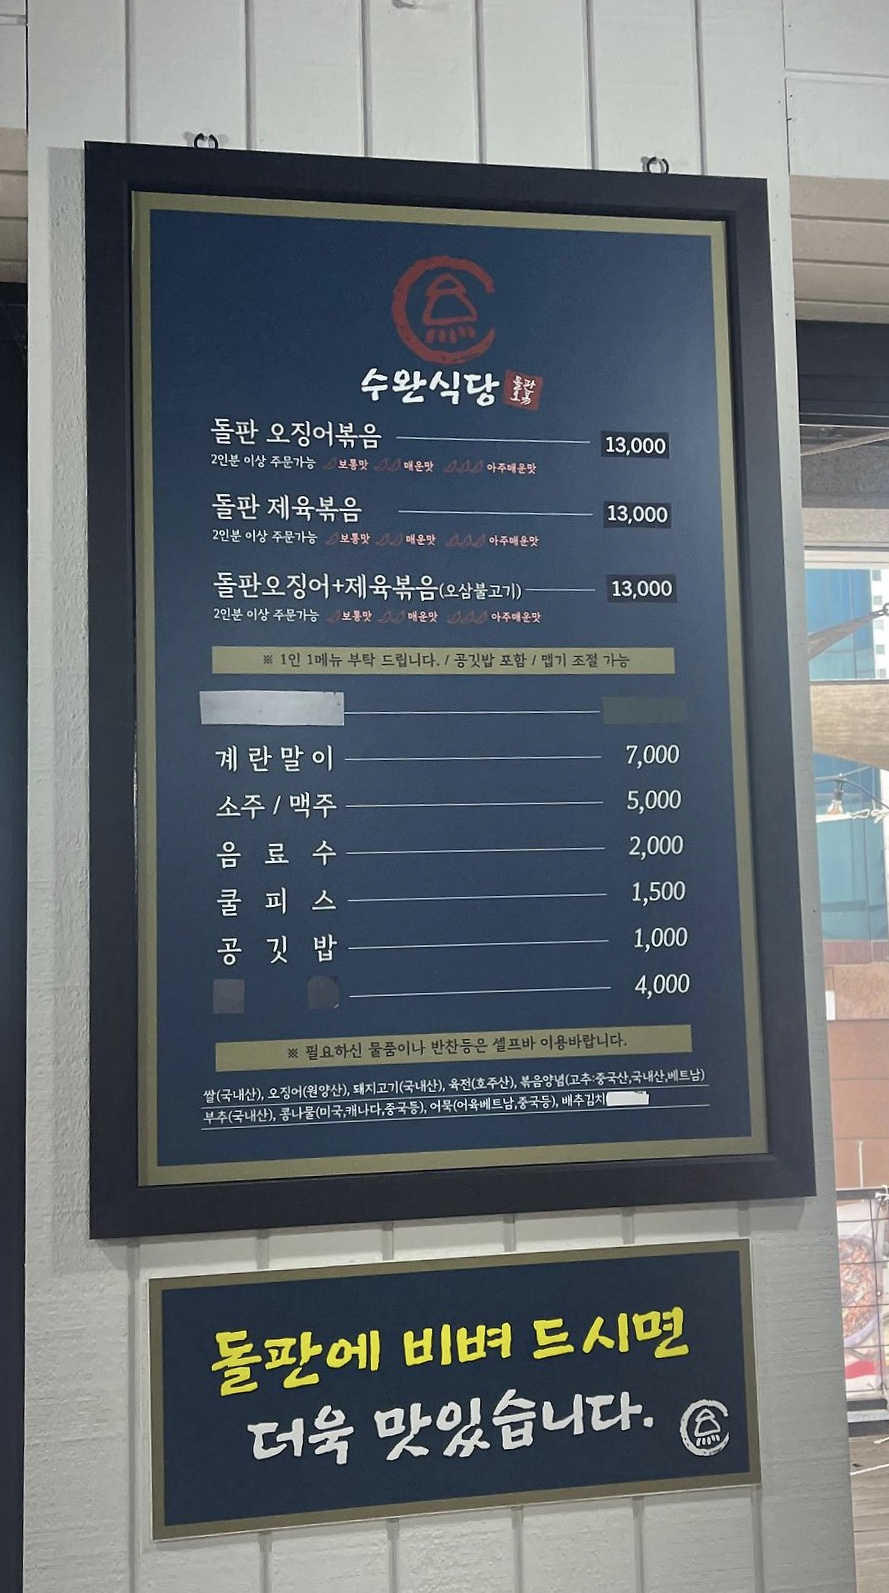 수완식당 돌판
돌판 오징어볶음 13,000
2인분 이상 주문가능 보통맛 매운맛 아주매운맛
돌판 제육볶음 13,000
2인분 이상 주문가능 보통맛 매운맛 아주매운맛
돌판오징어+제육볶음(오삼불고기) 13,000
2인분 이상 주문가능 보통맛 매운맛 아주매운맛
※ 1인 1메뉴 부탁 드립니다. / 공깃밥 포함 / 맵기 조절 가능
계란말이 7,000
소주 / 맥주 5,000
음료수 2,000
쿨피스 1,500
공깃밥 1,000
4,000
※ 필요하신 물품이나 반찬등은 셀프바 이용바랍니다.
쌀(국내산), 오징어(원양산), 돼지고기(국내산), 육전(호주산), 볶음양념(고추:중국산,국내산,베트남)
부추(국내산), 콩나물(미국,캐나다,중국등), 어묵(어육베트남,중국등), 배추김치
돌판에 비벼 드시면
더욱 맛있습니다.